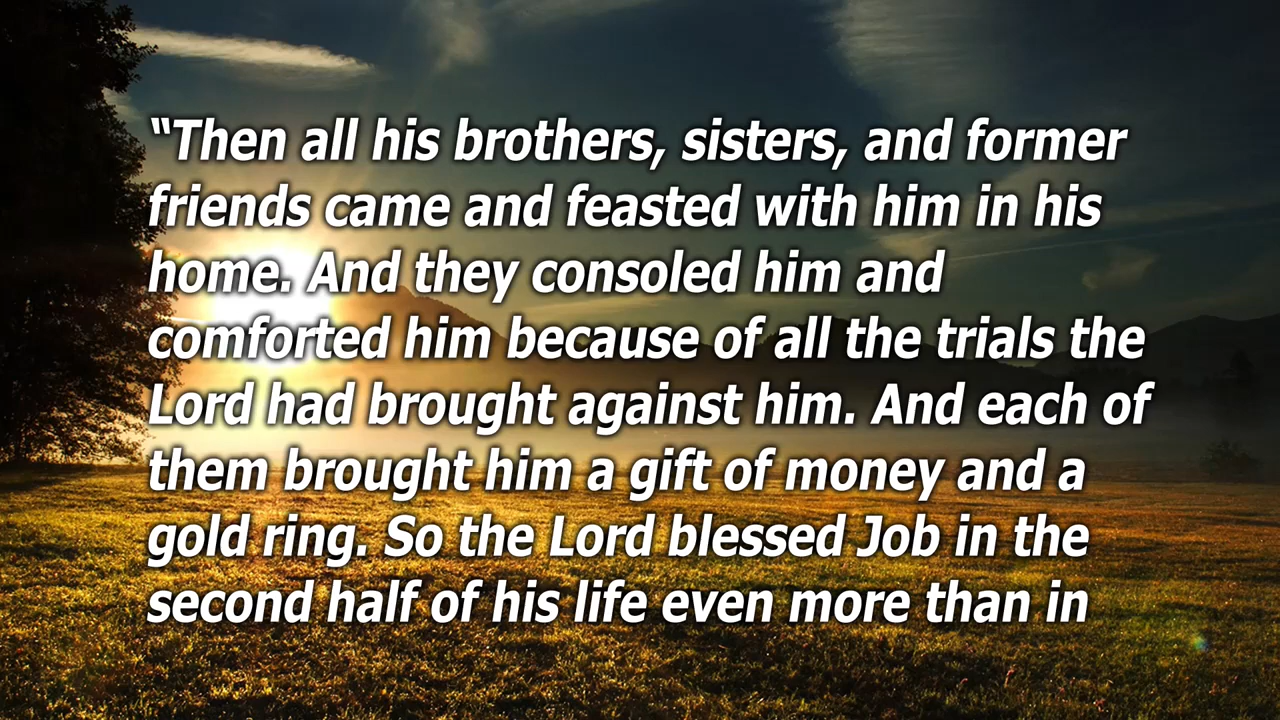 “Then all his brothers, sisters, and former
friends came and feasted with him in his
home. And they consoled him and
comforted him because of all the trials the
Lord had brought against him. And each of
them brought him a gift of money and a
gold ring. So the Lord blessed Job in the
second half of his life even more than in